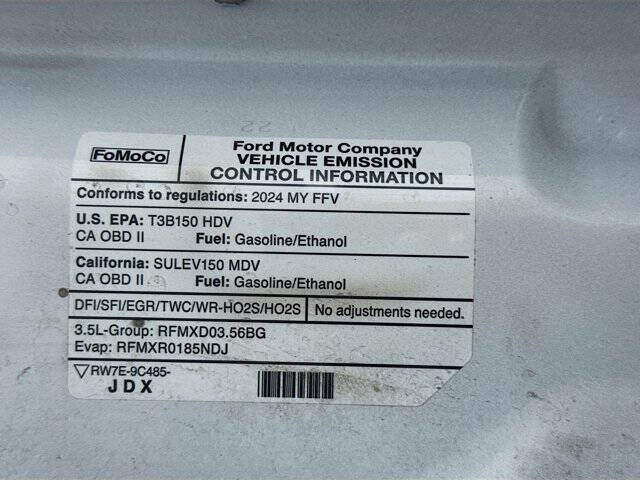 FoMoCo
Ford Motor Company
VEHICLE EMISSION
CONTROL INFORMATION
Conforms to regulations: 2024 MY FFV
U.S. EPA: T3B150 HDV
CA OBD II Fuel: Gasoline/Ethanol
California: SULEV150 MDV
CA OBD II Fuel: Gasoline/Ethanol
DFI/SFI/EGR/TWC/WR-HO2S/HO2S No adjustments needed.
3.5L-Group: RFMXD03.56BG
Evap: RFMXR0185NDJ
RW7E-9C485-
JDX
22